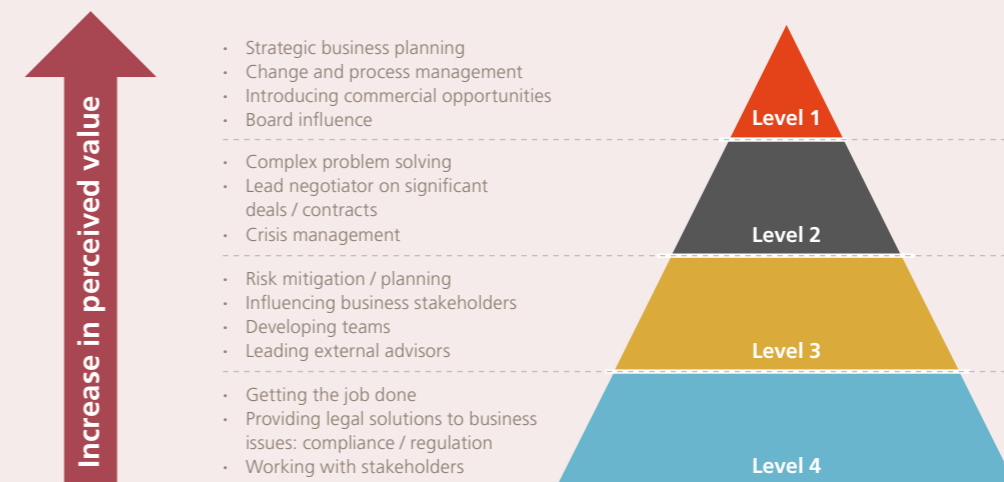 Increase in perceived value
· Strategic business planning
· Change and process management
· Introducing commercial opportunities
· Board influence
Level 1
· Complex problem solving
· Lead negotiator on significant
deals / contracts
· Crisis management
Level 2
· Risk mitigation / planning
· Influencing business stakeholders
· Developing teams
· Leading external advisors
Level 3
· Getting the job done
· Providing legal solutions to business
issues: compliance / regulation
· Working with stakeholders
Level 4